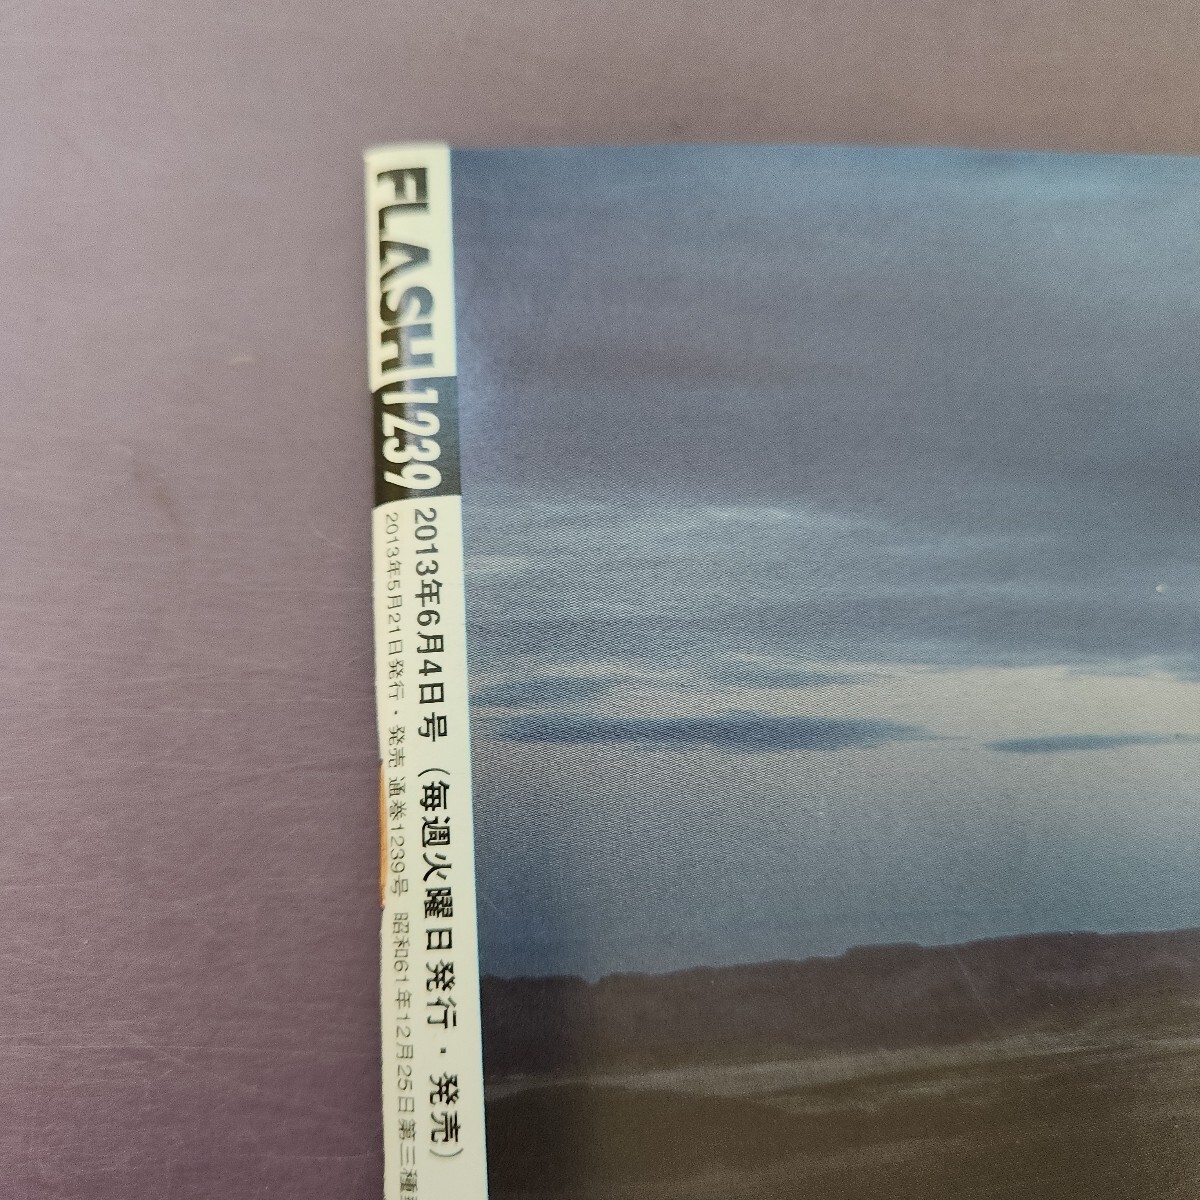 FLASH 1239
2013年6月4日号（毎週火曜日発行・発売）
2013年5月21日発行・発売 通巻1239号 昭和61年12月25日第三種